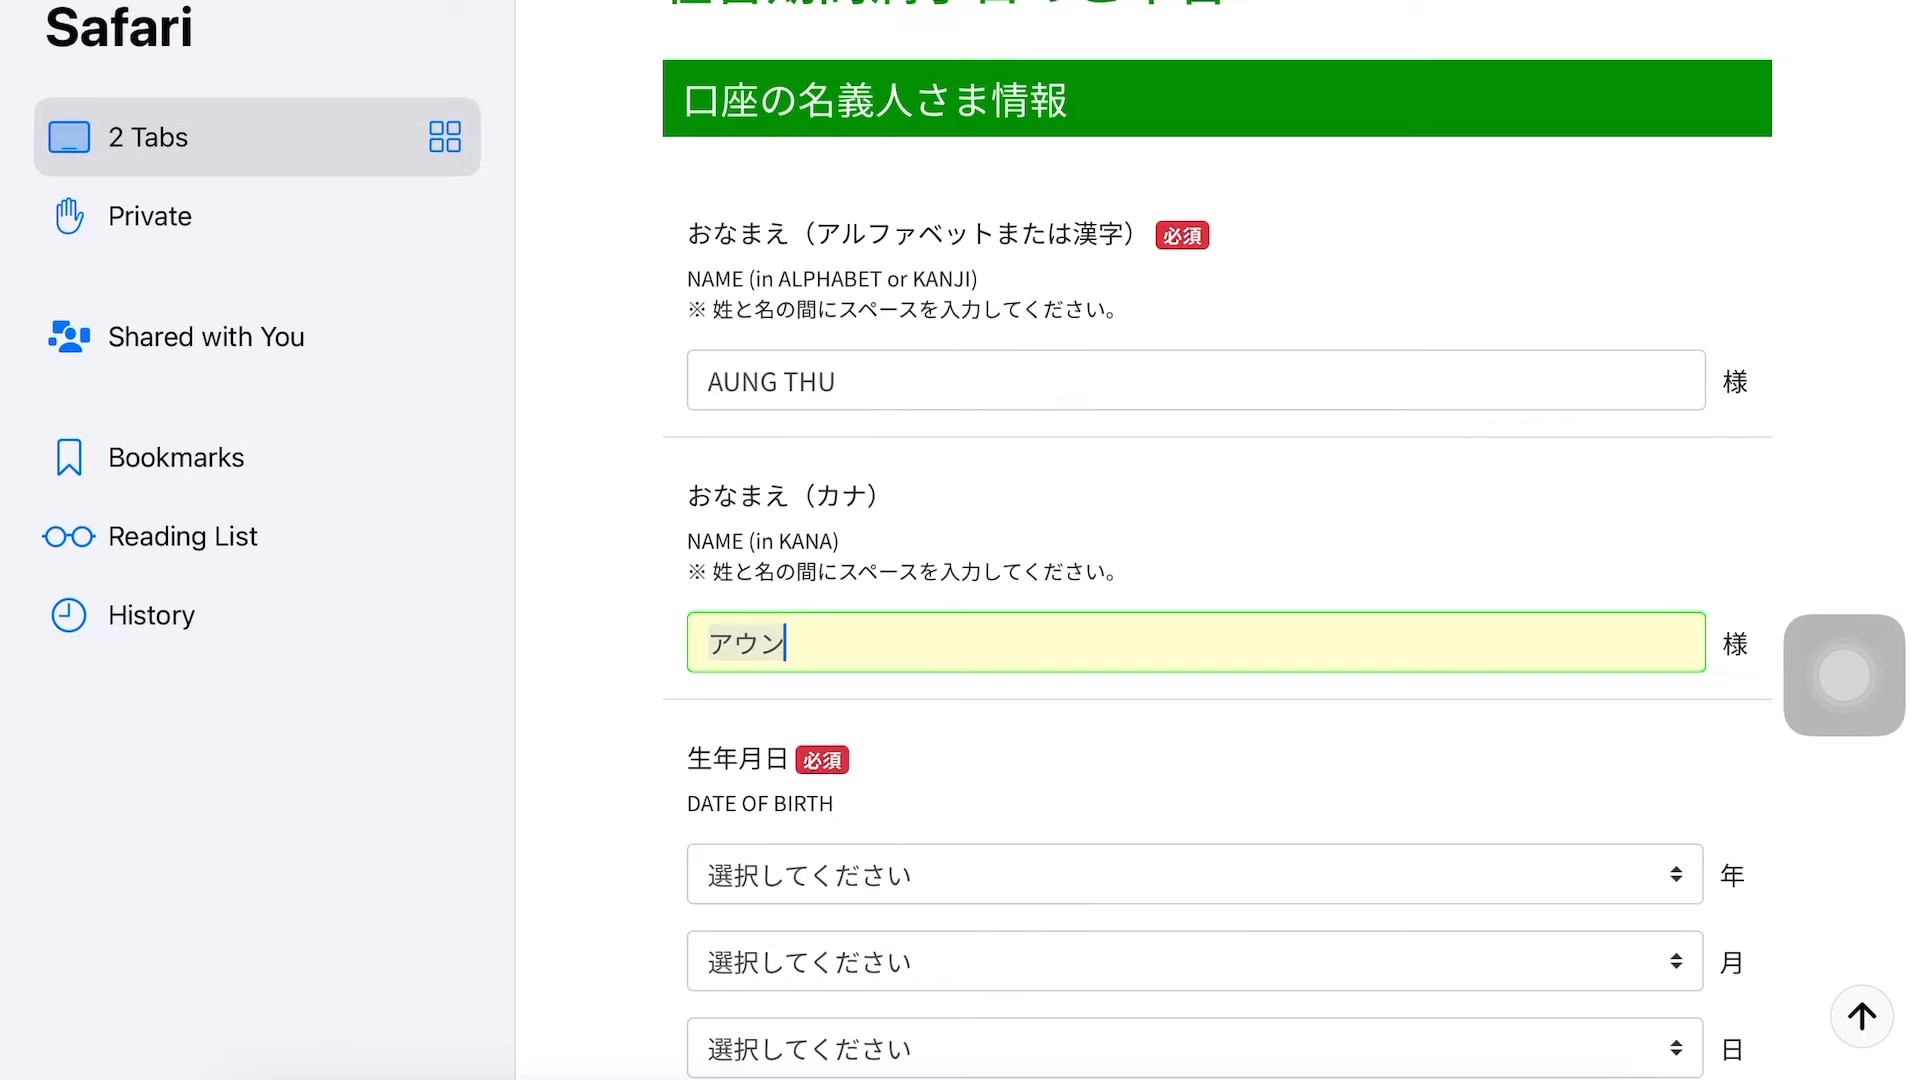 Safari
2 Tabs
Private
Shared with You
Bookmarks
Reading List
History
口座の名義人さま情報
おなまえ（アルファベットまたは漢字） 必須
NAME (in ALPHABET or KANJI)
※ 姓と名の間にスペースを入力してください。
AUNG THU 様
おなまえ（カナ）
NAME (in KANA)
※ 姓と名の間にスペースを入力してください。
アウン 様
生年月日 必須
DATE OF BIRTH
選択してください 年
選択してください 月
選択してください 日